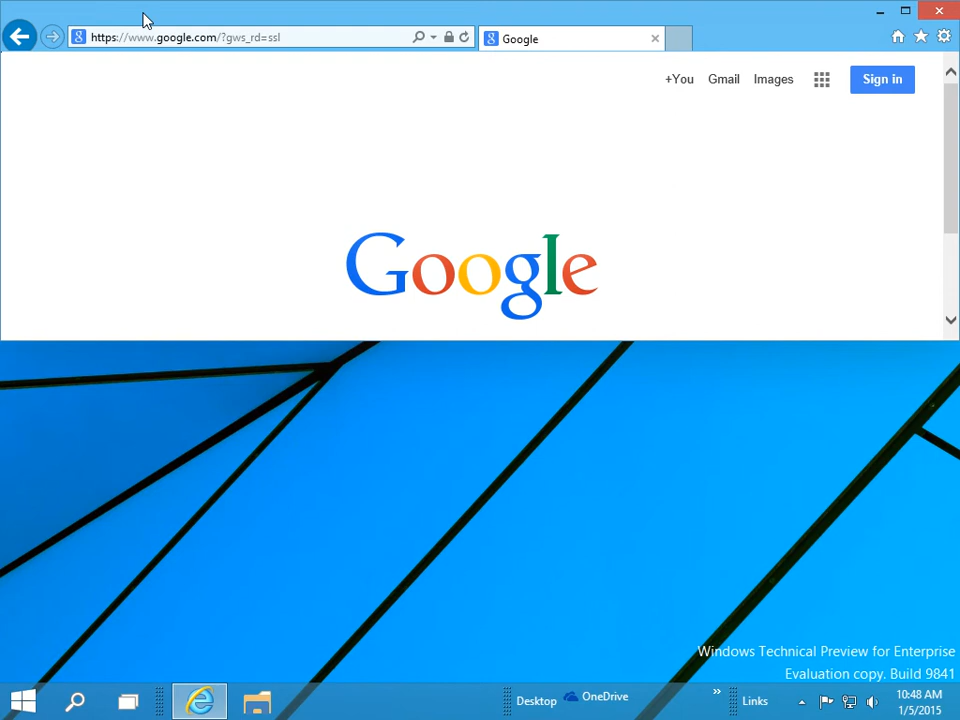 https://www.google.com/?gws_rd=ssl
Google
+You Gmail Images Sign in
Google
Windows Technical Preview for Enterprise
Evaluation copy. Build 9841
Desktop OneDrive » Links
10:48 AM
1/5/2015